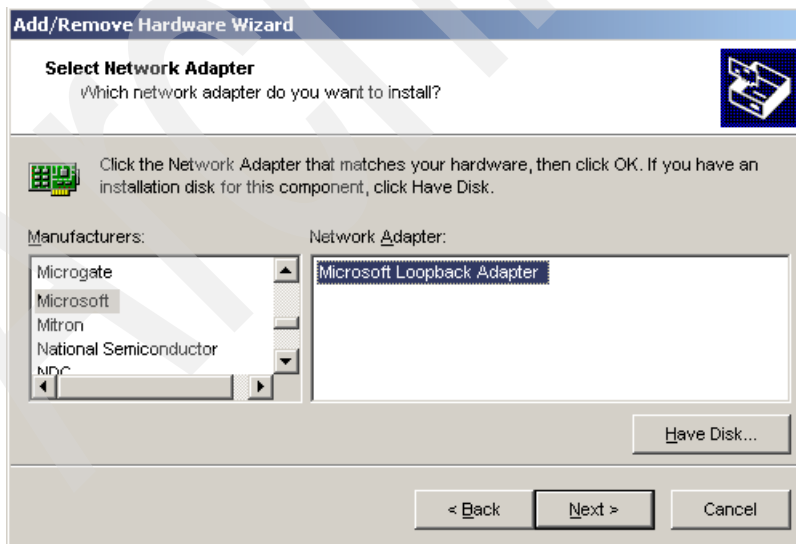 Add/Remove Hardware Wizard
Select Network Adapter
Which network adapter do you want to install?
Click the Network Adapter that matches your hardware, then click OK. If you have an
installation disk for this component, click Have Disk.
Manufacturers:
Network Adapter:
Microgate
Microsoft
Mitron
National Semiconductor
NDC
Microsoft Loopback Adapter
Have Disk...
< Back
Next >
Cancel